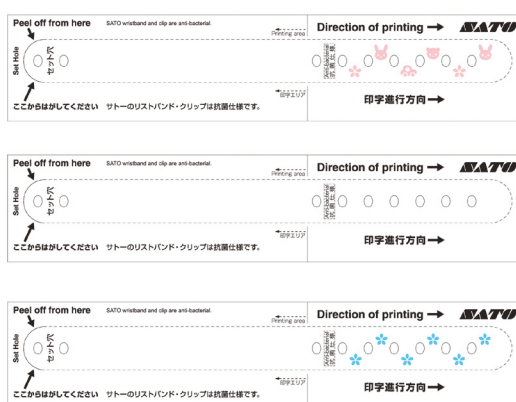 Peel off from here SATO wristband and clip are anti-bacterial. Printing area Direction of printing SATO
Set Hole
セット穴
Anti-bacterial
抗菌仕様
ここからはがしてください サトーのリストバンド・クリップは抗菌仕様です。 印字エリア 印字進行方向
Peel off from here SATO wristband and clip are anti-bacterial. Printing area Direction of printing SATO
Set Hole
セット穴
Anti-bacterial
抗菌仕様
ここからはがしてください サトーのリストバンド・クリップは抗菌仕様です。 印字エリア 印字進行方向
Peel off from here SATO wristband and clip are anti-bacterial. Printing area Direction of printing SATO
Set Hole
セット穴
Anti-bacterial
抗菌仕様
ここからはがしてください サトーのリストバンド・クリップは抗菌仕様です。 印字エリア 印字進行方向